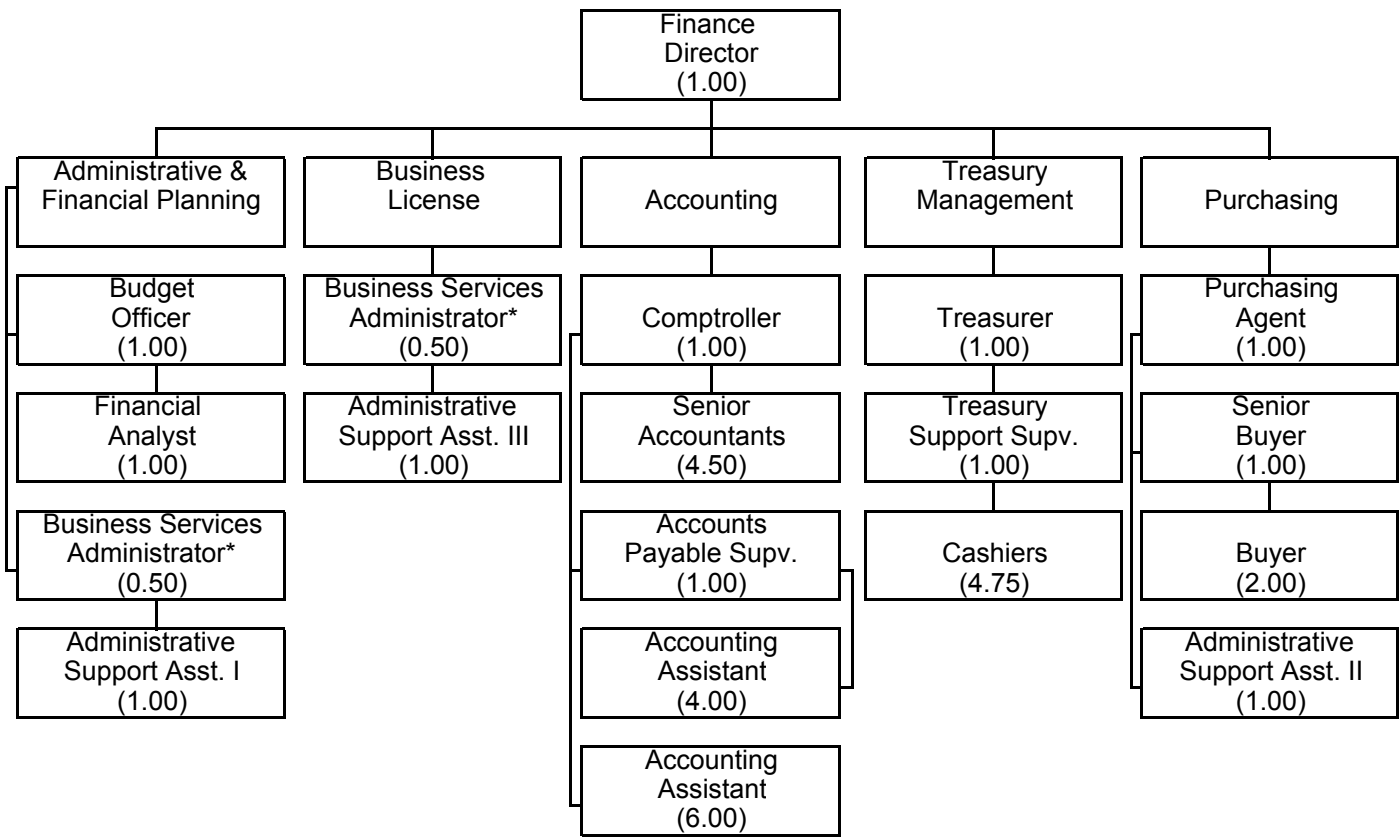 Finance
Director
(1.00)
Administrative &
Financial Planning
Business
License
Accounting
Treasury
Management
Purchasing
Budget
Officer
(1.00)
Business Services
Administrator*
(0.50)
Comptroller
(1.00)
Treasurer
(1.00)
Purchasing
Agent
(1.00)
Financial
Analyst
(1.00)
Administrative
Support Asst. III
(1.00)
Senior
Accountants
(4.50)
Treasury
Support Supv.
(1.00)
Senior
Buyer
(1.00)
Business Services
Administrator*
(0.50)
Accounts
Payable Supv.
(1.00)
Cashiers
(4.75)
Buyer
(2.00)
Administrative
Support Asst. I
(1.00)
Accounting
Assistant
(4.00)
Administrative
Support Asst. II
(1.00)
Accounting
Assistant
(6.00)